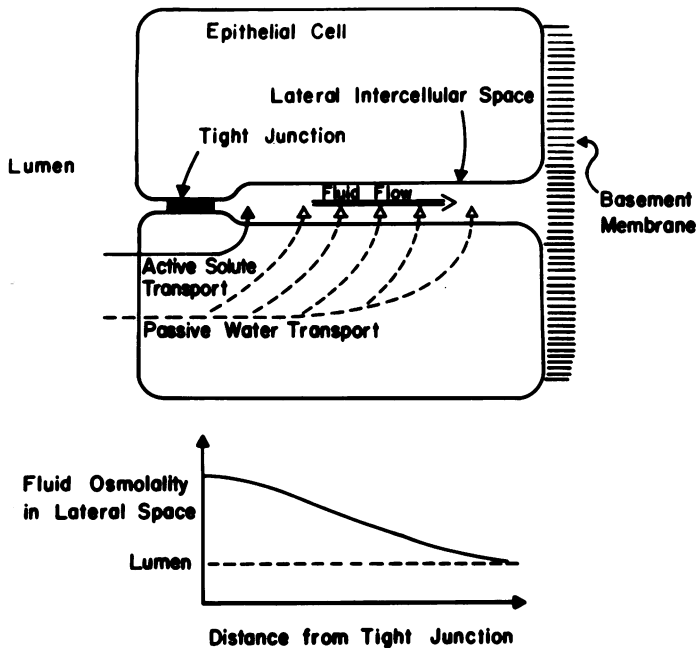 Epithelial Cell
Lateral Intercellular Space
Tight Junction
Lumen
Fluid Flow
Basement
Membrane
Active Solute
Transport
Passive Water Transport
Fluid Osmolality
in Lateral Space
Lumen
Distance from Tight Junction